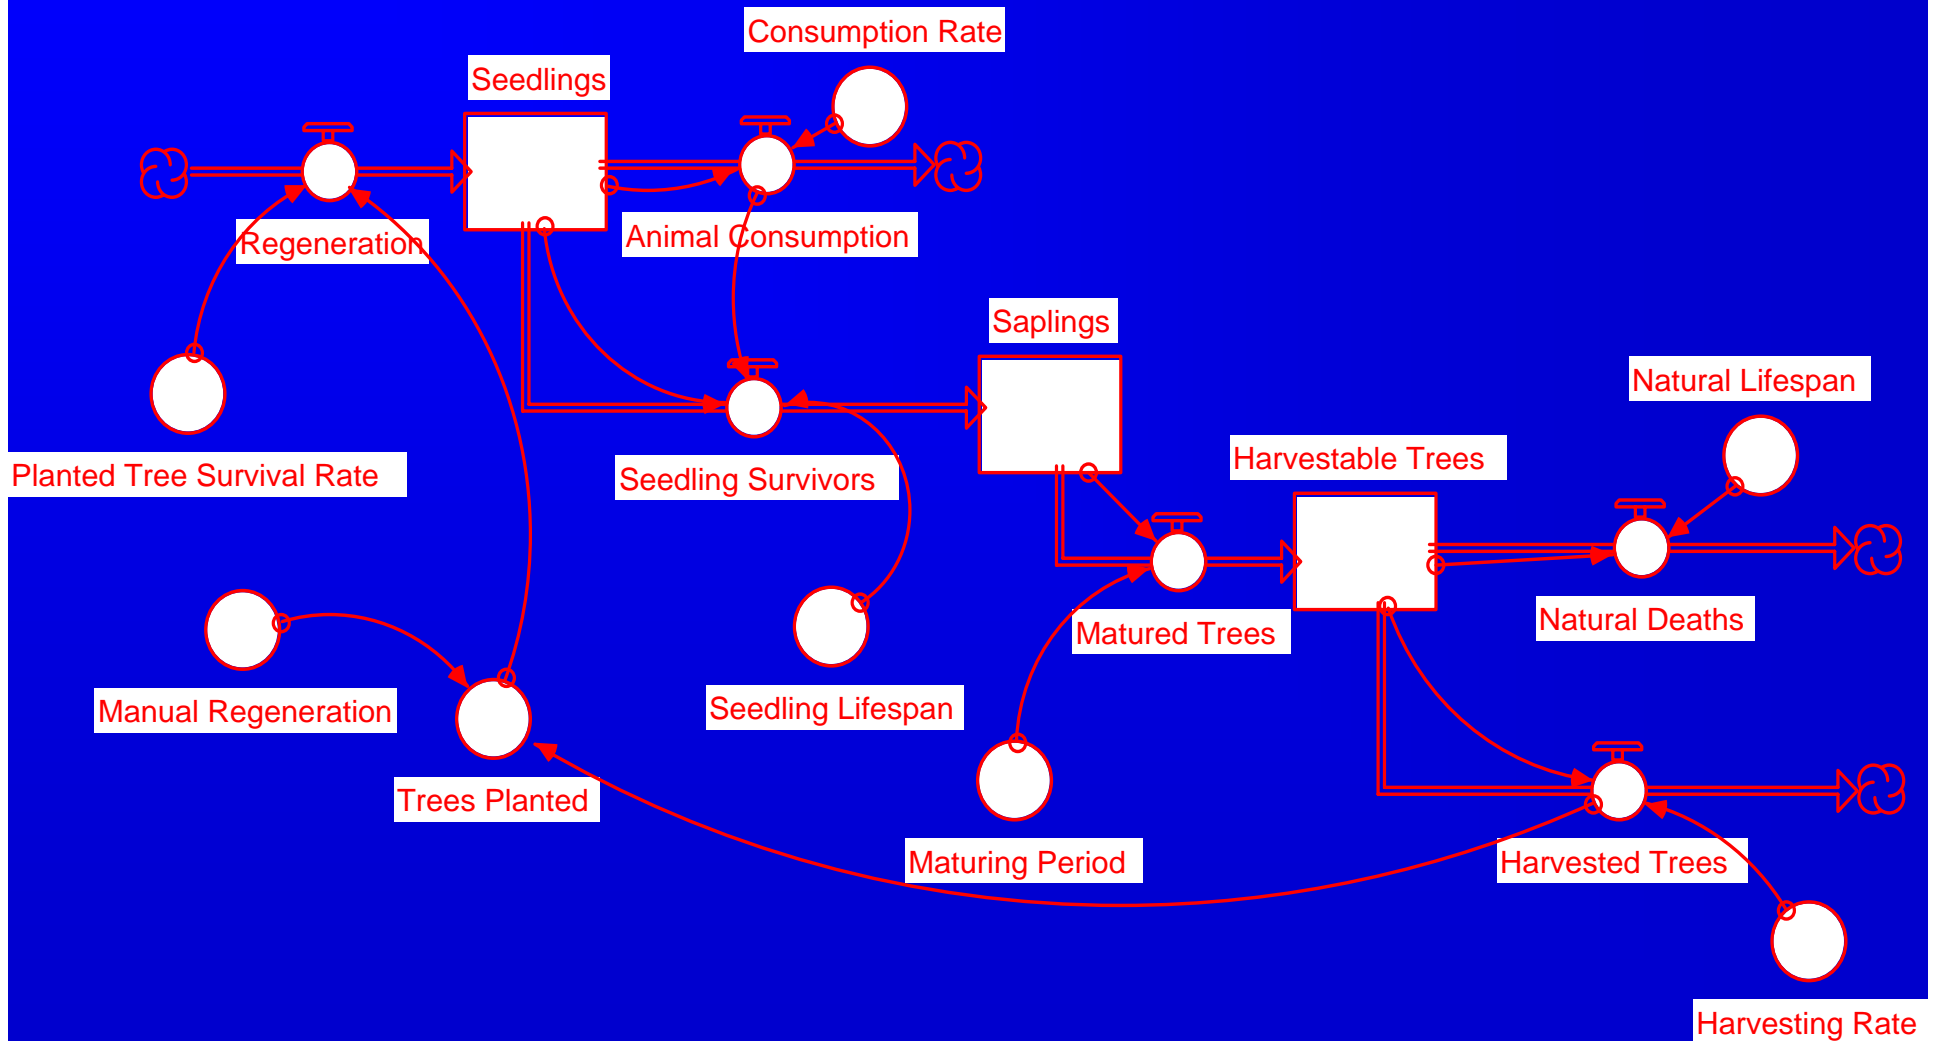 Consumption Rate
Seedlings
Regeneration
Animal Consumption
Saplings
Natural Lifespan
Planted Tree Survival Rate
Seedling Survivors
Harvestable Trees
Matured Trees
Natural Deaths
Manual Regeneration
Seedling Lifespan
Trees Planted
Maturing Period
Harvested Trees
Harvesting Rate